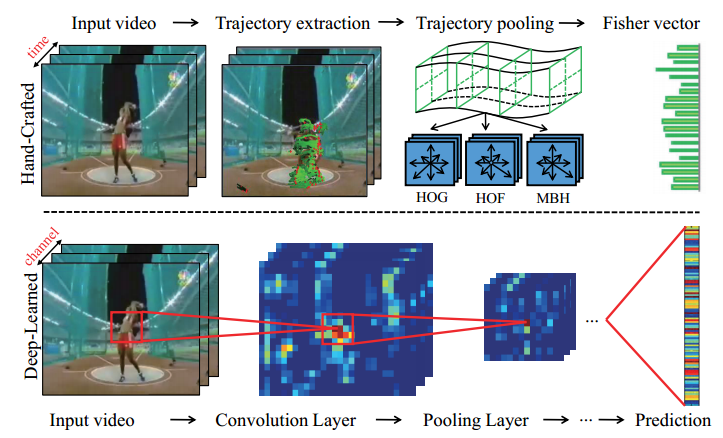 Input video → Trajectory extraction → Trajectory pooling → Fisher vector
time
Hand-Crafted
HOG HOF MBH
channel
Deep-Learned
...
Input video → Convolution Layer → Pooling Layer → ... → Prediction